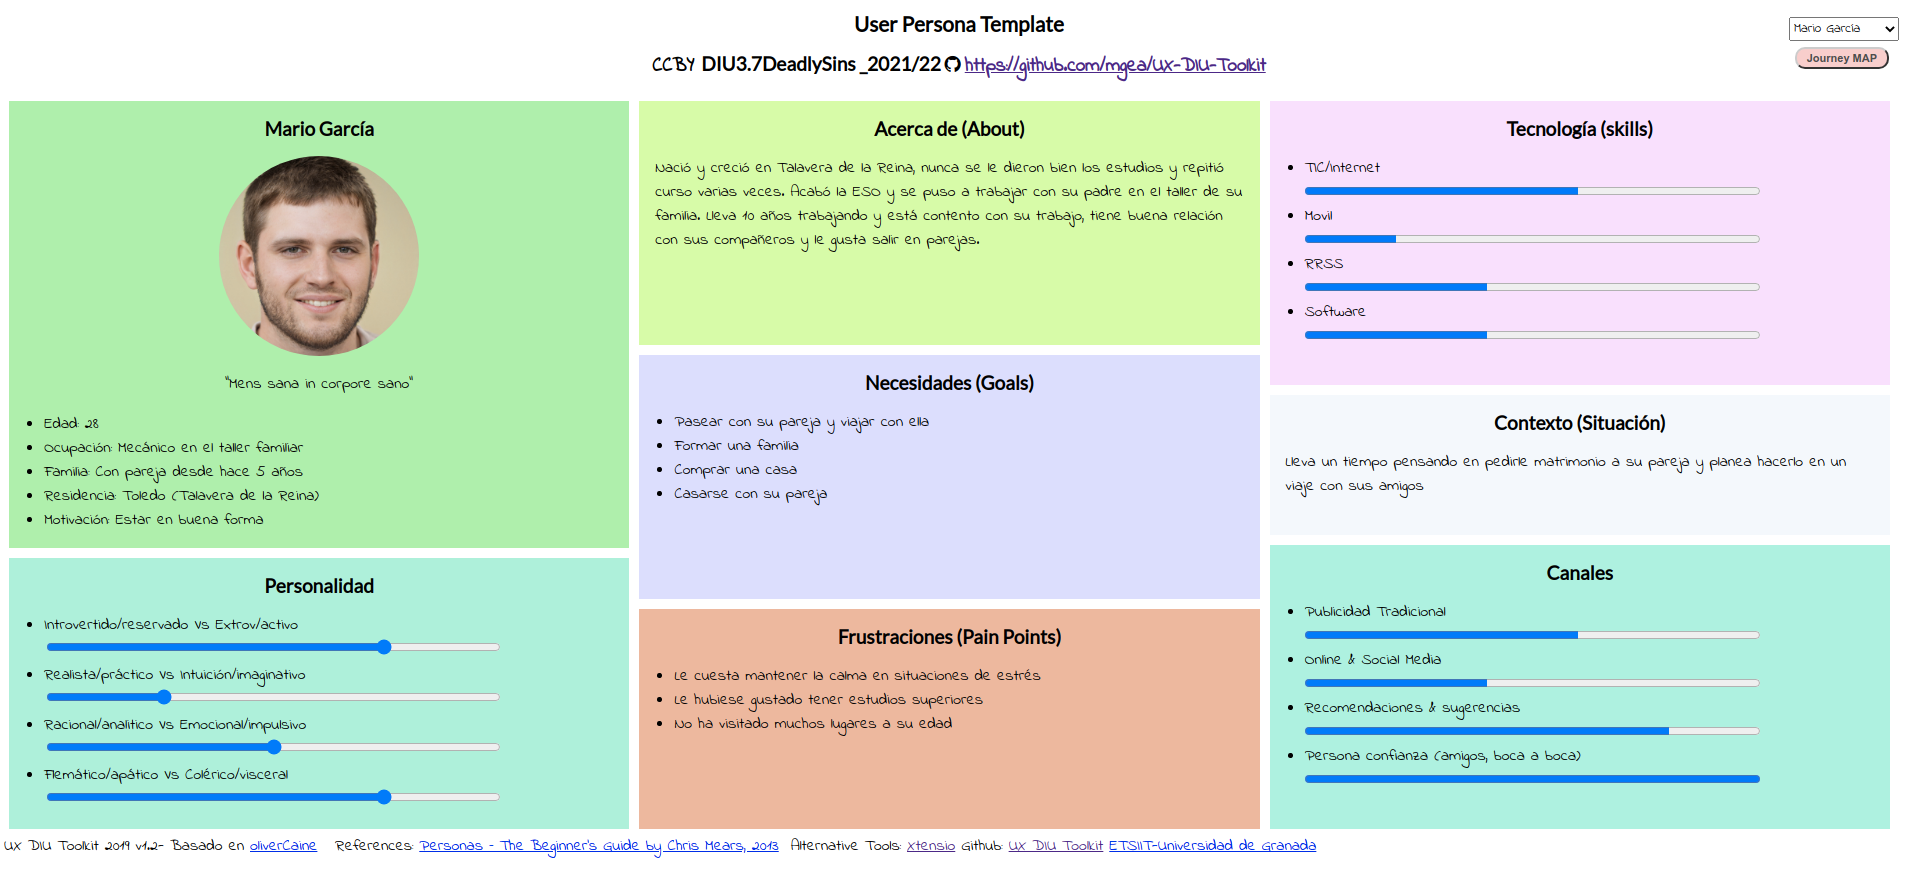 User Persona Template
Mario García
CCBY DIU3.7DeadlySins _2021/22 https://github.com/mgea/UX-DIU-Toolkit
Journey MAP
Mario García
"Mens sana in corpore sano"
Edad: 28
Ocupación: Mecánico en el taller familiar
Familia: Con pareja desde hace 5 años
Residencia: Toledo (Talavera de la Reina)
Motivación: Estar en buena forma
Personalidad
Introvertido/reservado VS Extrov/activo
Realista/práctico VS Intuición/imaginativo
Racional/analitico VS Emocional/impulsivo
Flemático/apático VS Colérico/visceral
Acerca de (About)
Nació y creció en Talavera de la Reina, nunca se le dieron bien los estudios y repitió
curso varias veces. Acabó la ESO y se puso a trabajar con su padre en el taller de su
familia. Lleva 10 años trabajando y está contento con su trabajo, tiene buena relación
con sus compañeros y le gusta salir en parejas.
Necesidades (Goals)
Pasear con su pareja y viajar con ella
Formar una familia
Comprar una casa
Casarse con su pareja
Frustraciones (Pain Points)
Le cuesta mantener la calma en situaciones de estrés
Le hubiese gustado tener estudios superiores
No ha visitado muchos lugares a su edad
Tecnología (skills)
TIC/Internet
Movil
RRSS
Software
Contexto (Situación)
Lleva un tiempo pensando en pedirle matrimonio a su pareja y planea hacerlo en un
viaje con sus amigos
Canales
Publicidad Tradicional
Online & Social Media
Recomendaciones & sugerencias
Persona confianza (amigos, boca a boca)
UX DIU Toolkit 2019 v1.2- Basado en oliverCaine References: Personas - The Beginner's Guide by Chris Mears, 2013 Alternative Tools: Xtensio Github: UX DIU Toolkit ETSIIT-Universidad de Granada